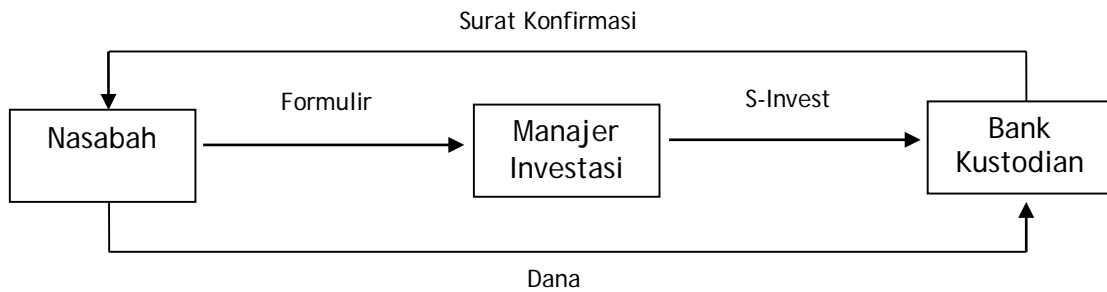 Surat Konfirmasi
Formulir
S-Invest
Nasabah
Manajer
Investasi
Bank
Kustodian
Dana